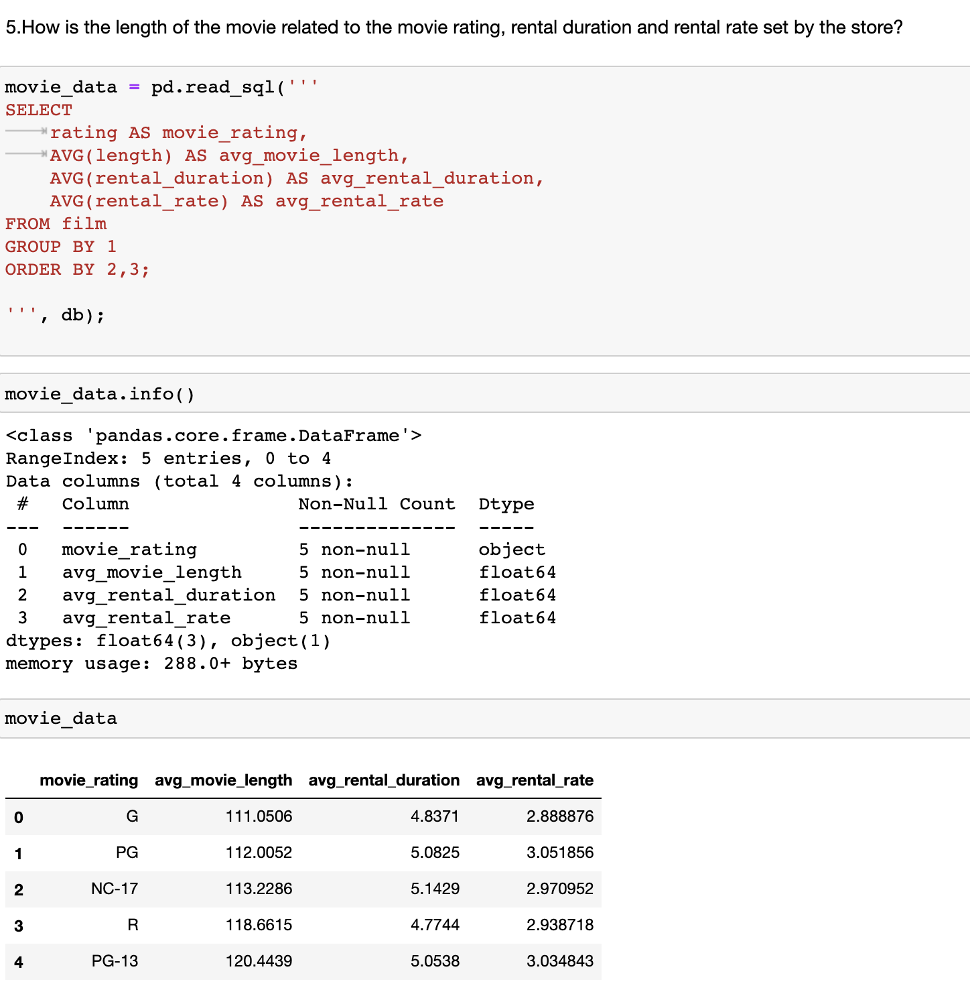 5.How is the length of the movie related to the movie rating, rental duration and rental rate set by the store?
movie_data = pd.read_sql('''
SELECT
rating AS movie_rating,
AVG(length) AS avg_movie_length,
AVG(rental_duration) AS avg_rental_duration,
AVG(rental_rate) AS avg_rental_rate
FROM film
GROUP BY 1
ORDER BY 2,3;
''', db);
movie_data.info()
<class 'pandas.core.frame.DataFrame'>
RangeIndex: 5 entries, 0 to 4
Data columns (total 4 columns):
# Column Non-Null Count Dtype
--- ------ -------------- -----
0 movie_rating 5 non-null object
1 avg_movie_length 5 non-null float64
2 avg_rental_duration 5 non-null float64
3 avg_rental_rate 5 non-null float64
dtypes: float64(3), object(1)
memory usage: 288.0+ bytes
movie_data
movie_rating avg_movie_length avg_rental_duration avg_rental_rate
0 G 111.0506 4.8371 2.888876
1 PG 112.0052 5.0825 3.051856
2 NC-17 113.2286 5.1429 2.970952
3 R 118.6615 4.7744 2.938718
4 PG-13 120.4439 5.0538 3.034843